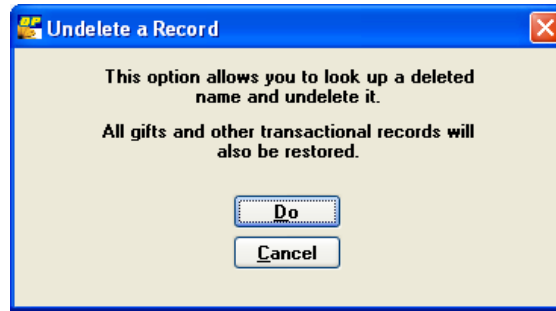 Undelete a Record
This option allows you to look up a deleted
name and undelete it.
All gifts and other transactional records will
also be restored.
Do
Cancel